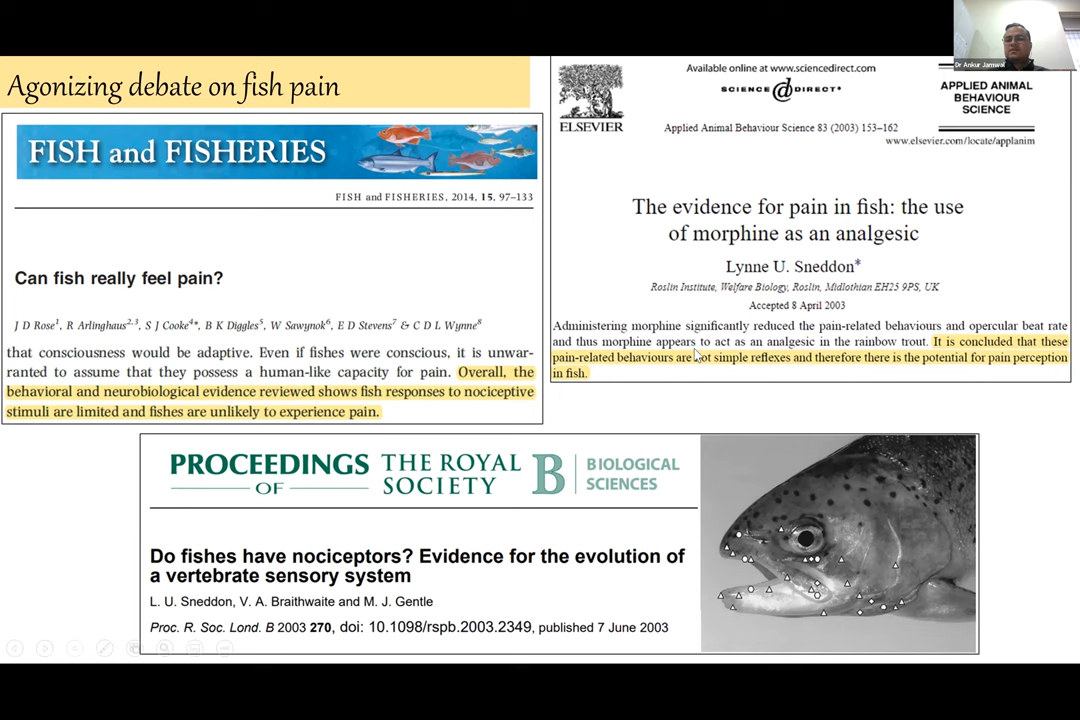 Dr Ankur Jamwal
Agonizing debate on fish pain
FISH and FISHERIES
FISH and FISHERIES, 2014, 15, 97–133
Can fish really feel pain?
J D Rose1, R Arlinghaus2,3, S J Cooke4*, B K Diggles5, W Sawynok6, E D Stevens7 & C D L Wynne8
that consciousness would be adaptive. Even if fishes were conscious, it is unwar-
ranted to assume that they possess a human-like capacity for pain. Overall, the
behavioral and neurobiological evidence reviewed shows fish responses to nociceptive
stimuli are limited and fishes are unlikely to experience pain.
ELSEVIER
Available online at www.sciencedirect.com
SCIENCE @ DIRECT•
Applied Animal Behaviour Science 83 (2003) 153–162
APPLIED ANIMAL
BEHAVIOUR
SCIENCE
www.elsevier.com/locate/applanim
The evidence for pain in fish: the use
of morphine as an analgesic
Lynne U. Sneddon*
Roslin Institute, Welfare Biology, Roslin, Midlothian EH25 9PS, UK
Accepted 8 April 2003
Administering morphine significantly reduced the pain-related behaviours and opercular beat rate
and thus morphine appears to act as an analgesic in the rainbow trout. It is concluded that these
pain-related behaviours are not simple reflexes and therefore there is the potential for pain perception
in fish.
PROCEEDINGS
OF
THE ROYAL
SOCIETY
B
BIOLOGICAL
SCIENCES
Do fishes have nociceptors? Evidence for the evolution of
a vertebrate sensory system
L. U. Sneddon, V. A. Braithwaite and M. J. Gentle
Proc. R. Soc. Lond. B 2003 270, doi: 10.1098/rspb.2003.2349, published 7 June 2003